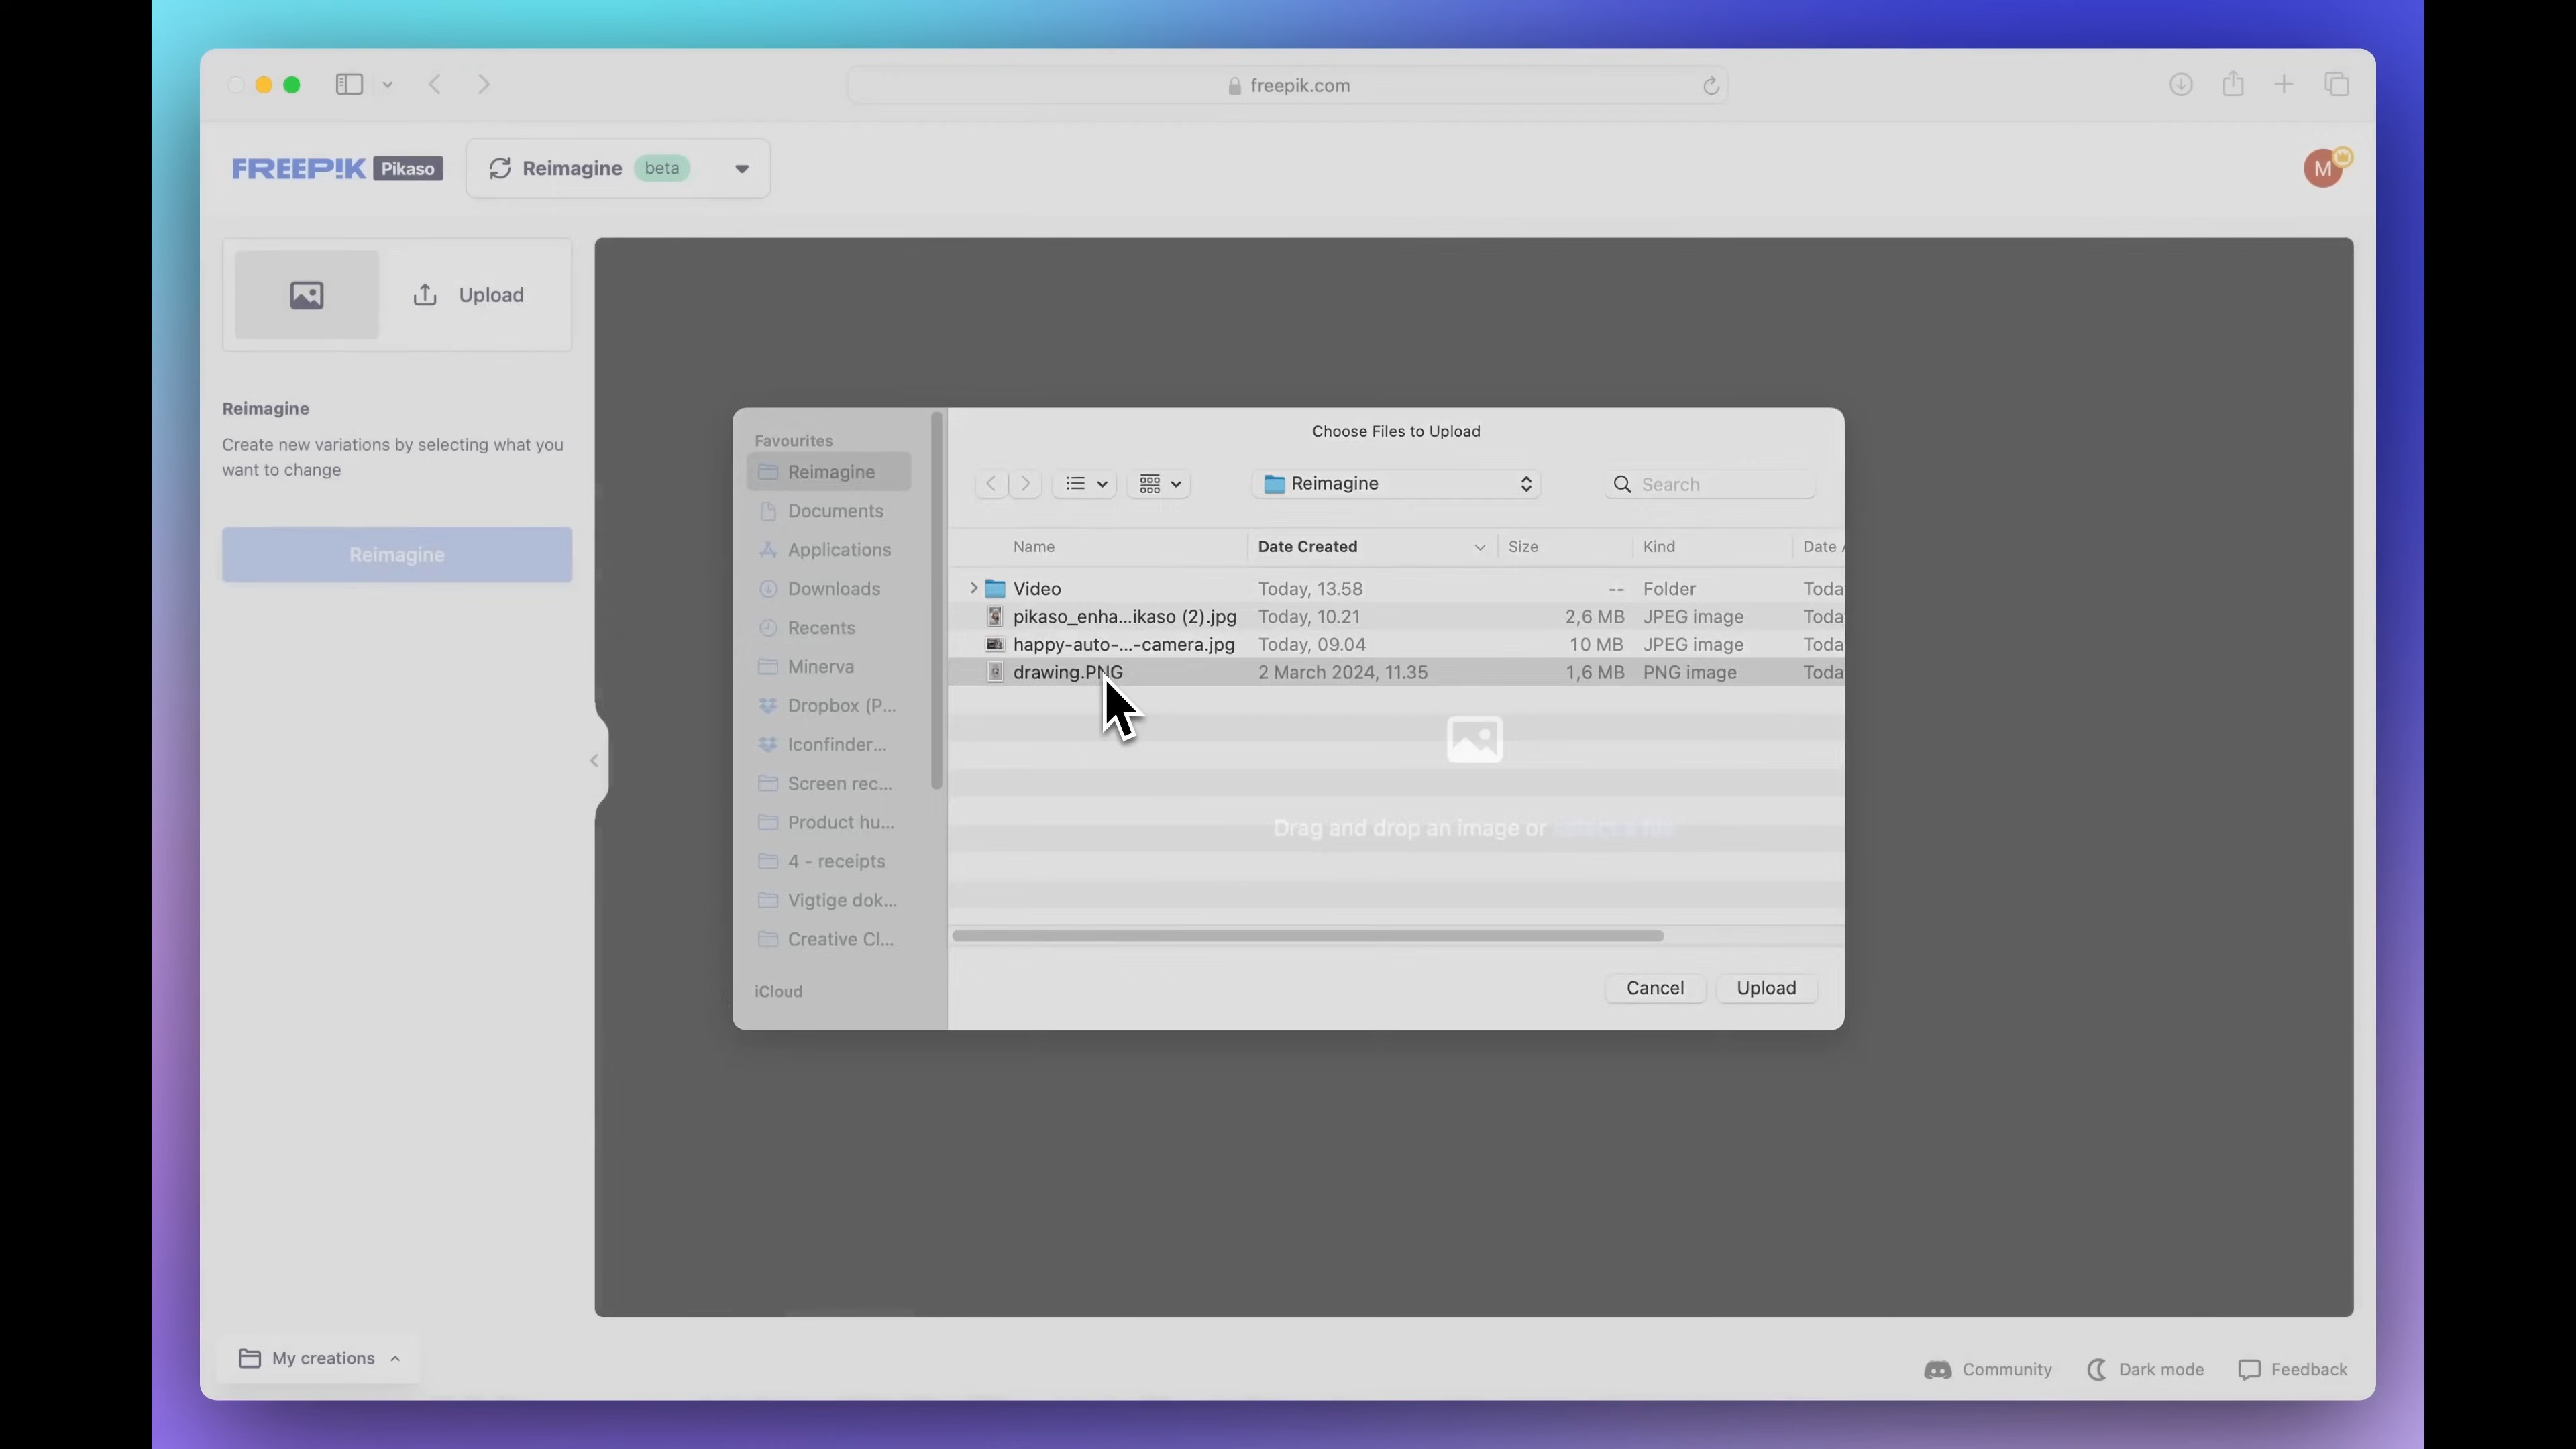 freepik.com
FREEP!K Pikaso
Reimagine beta
M
Upload
Reimagine
Create new variations by selecting what you
want to change
Reimagine
Choose Files to Upload
Favourites
Reimagine
Documents
Applications
Downloads
Recents
Minerva
Dropbox (P...
Iconfinder...
Screen rec...
Product hu...
4 - receipts
Vigtige dok...
Creative Cl...
iCloud
Reimagine
Search
Name Date Created Size Kind Date
Video Today, 13.58 -- Folder Toda
pikaso_enha...ikaso (2).jpg Today, 10.21 2,6 MB JPEG image Toda
happy-auto-...-camera.jpg Today, 09.04 10 MB JPEG image Toda
drawing.PNG 2 March 2024, 11.35 1,6 MB PNG image Toda
Drag and drop an image or
Cancel Upload
My creations
Community Dark mode Feedback